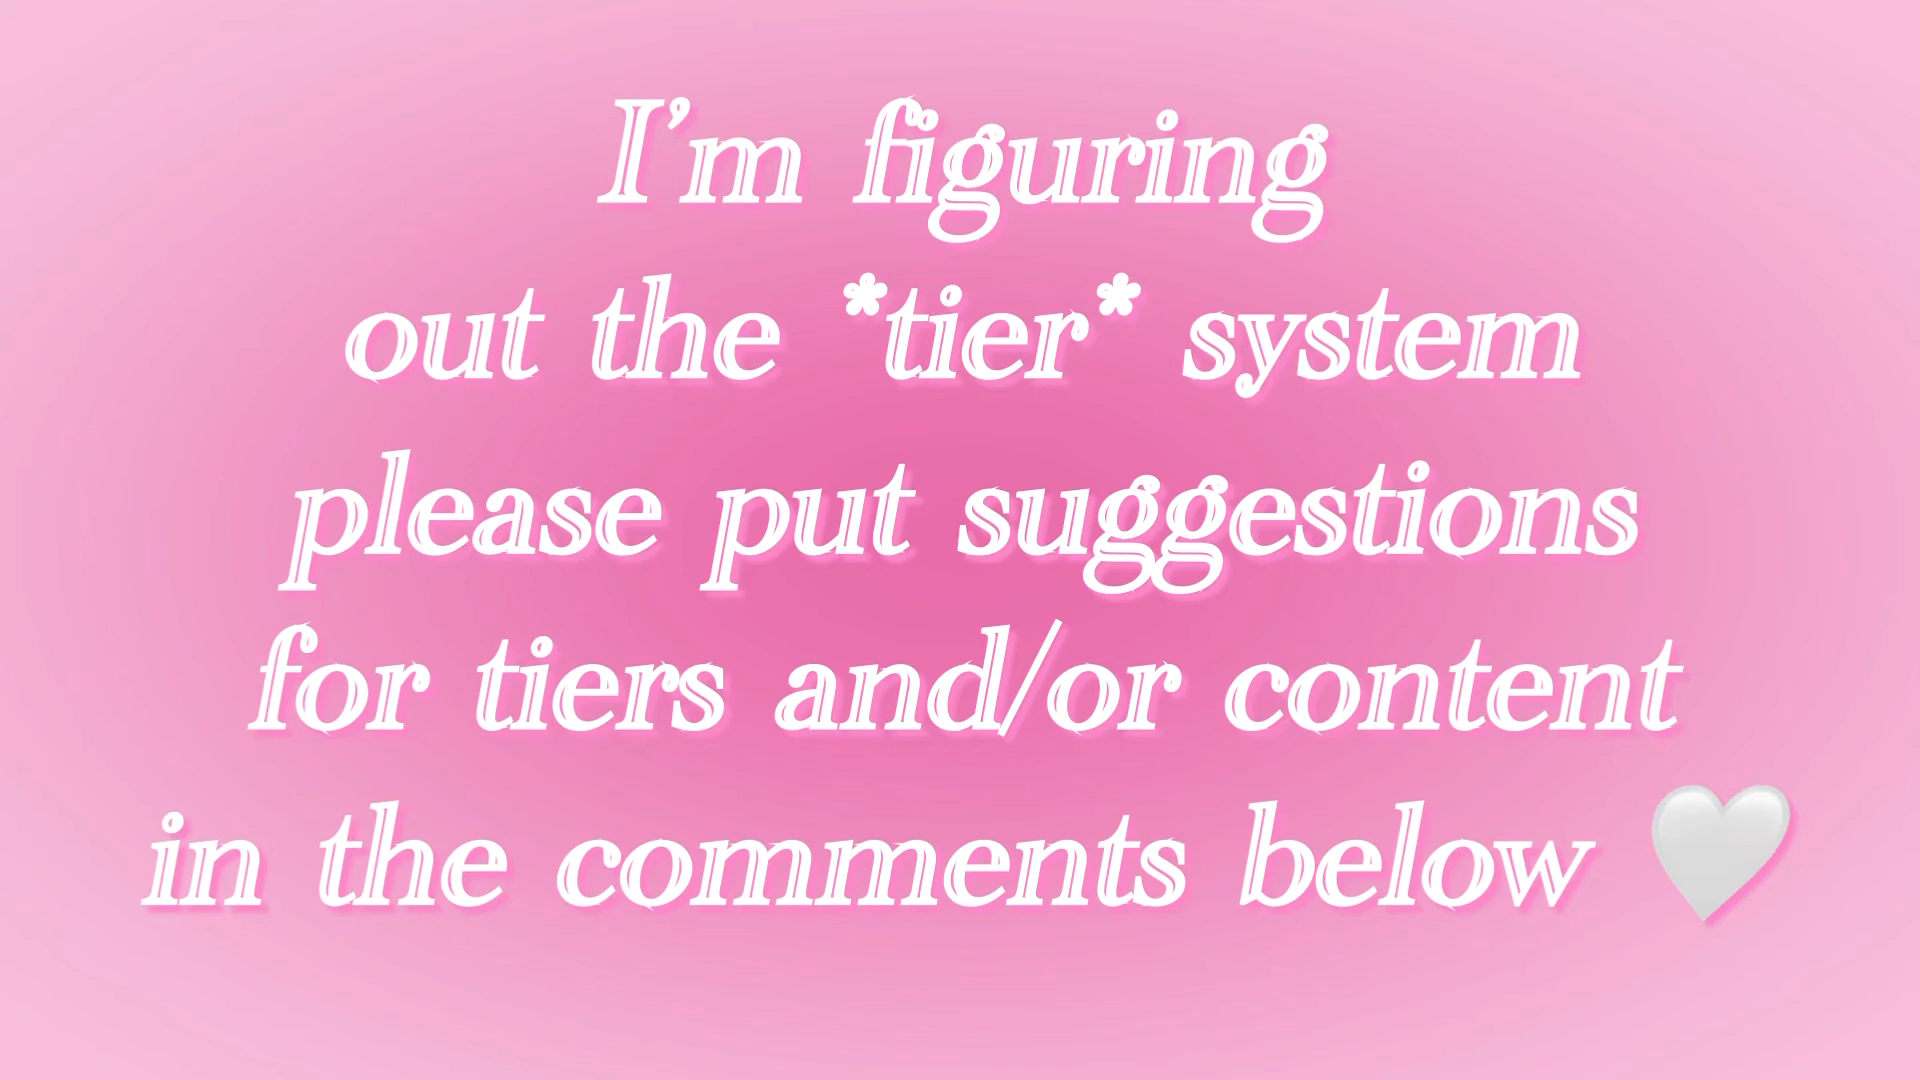 I'm figuring
out the *tier* system
please put suggestions
for tiers and/or content
in the comments below 🤍